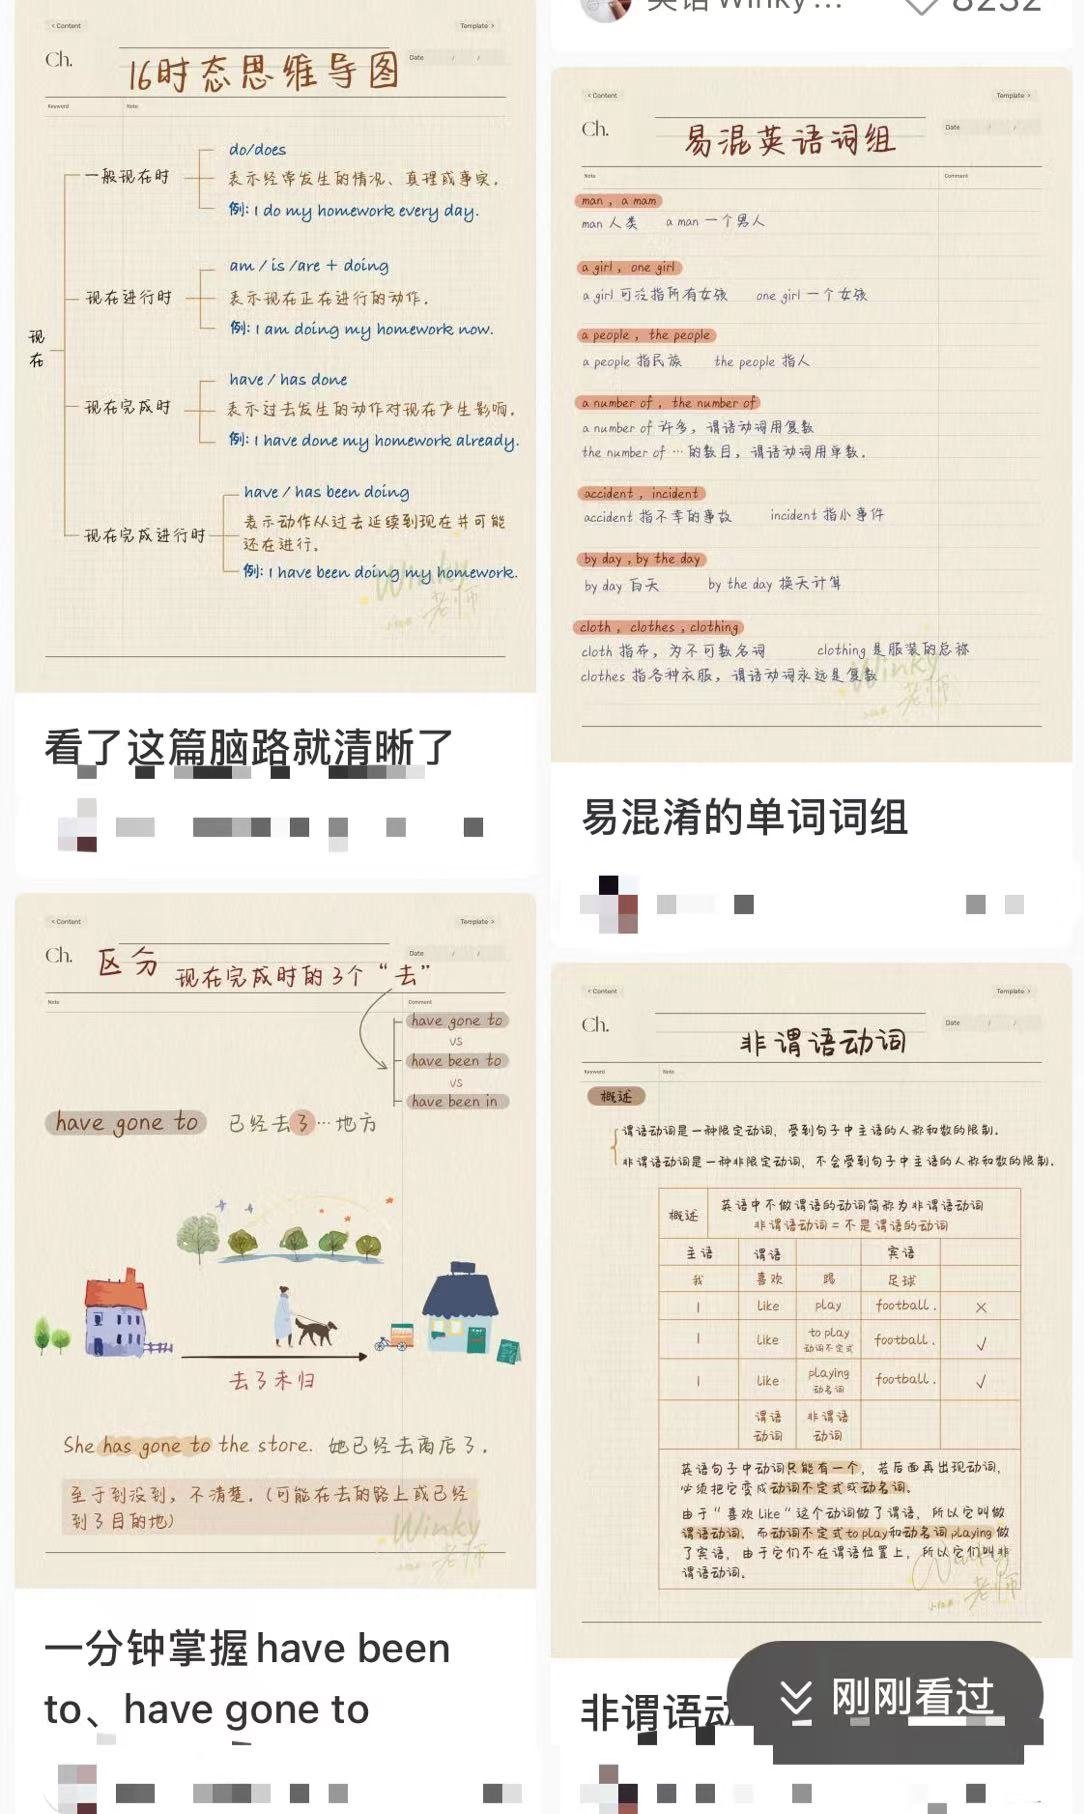 < Content
Template >
Ch.
16时态思维导图
Date / /
Keyword
Note
现在
一般现在时
do/does
表示经常发生的情况、真理或事实.
例: I do my homework every day.
现在进行时
am / is /are + doing
表示现在正在进行的动作.
例: I am doing my homework now.
现在完成时
have / has done
表示过去发生的动作对现在产生影响.
例: I have done my homework already.
现在完成进行时
have / has been doing
表示动作从过去延续到现在并可能
还在进行.
例: I have been doing my homework.
Winky
老师
看了这篇脑路就清晰了
< Content
Template >
Ch.
区分 现在完成时的3个“去”
Date / /
Note
Comment
have gone to
vs
have been to
vs
have been in
have gone to 已经去了…地方
去了未归
She has gone to the store. 她已经去商店了.
至于到没到, 不清楚. (可能在去的路上或已经
到了目的地)
Winky
老师
一分钟掌握have been
to、have gone to
英语Winky...
8232
< Content
Template >
Ch.
易混英语词组
Date / /
Note
Comment
man , a mam
man 人类 a man 一个男人
a girl , one girl
a girl 可泛指所有女孩 one girl 一个女孩
a people , the people
a people 指民族 the people 指人
a number of , the number of
a number of 许多, 谓语动词用复数
the number of …的数目, 谓语动词用单数.
accident , incident
accident 指不幸的事故 incident 指小事件
by day , by the day
by day 白天 by the day 换天计算
cloth , clothes , clothing
cloth 指布, 为不可数名词 clothing 是服装的总称
clothes 指各种衣服, 谓语动词永远是复数
Winky
老师
易混淆的单词词组
< Content
Template >
Ch.
非谓语动词
Date / /
Keyword
Note
概述
谓语动词是一种限定动词, 受到句子中主语的人称和数的限制.
非谓语动词是一种非限定动词, 不会受到句子中主语的人称和数的限制.
概述
英语中不做谓语的动词简称为非谓语动词
非谓语动词 = 不是谓语的动词
主语 谓语 宾语
我 喜欢 踢 足球
I like play football. ×
I like to play 动词不定式 football. √
I like playing 动名词 football. √
谓语动词 非谓语动词
英语句子中动词只能有一个, 若后面再出现动词,
必须把它变成动词不定式或动名词.
由于“喜欢 like”这个动词做了谓语, 所以它叫做
谓语动词. 而动词不定式 to play和动名词 playing 做
了宾语, 由于它们不在谓语位置上, 所以它们叫非
谓语动词.
老师
非谓语动
刚刚看过